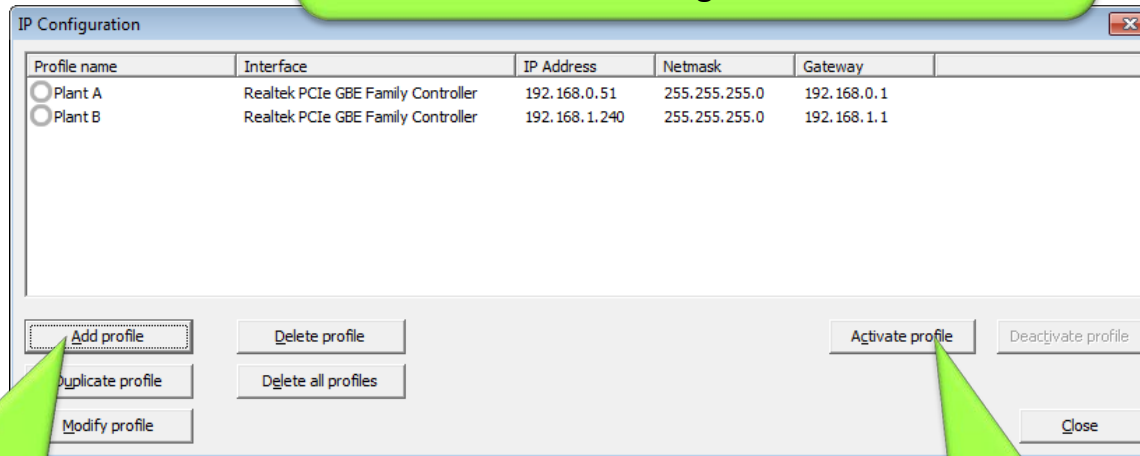 IP Configuration
Profile name Interface IP Address Netmask Gateway
Plant A Realtek PCIe GBE Family Controller 192.168.0.51 255.255.255.0 192.168.0.1
Plant B Realtek PCIe GBE Family Controller 192.168.1.240 255.255.255.0 192.168.1.1
Add profile Delete profile Activate profile Deactivate profile
Duplicate profile Delete all profiles
Modify profile Close